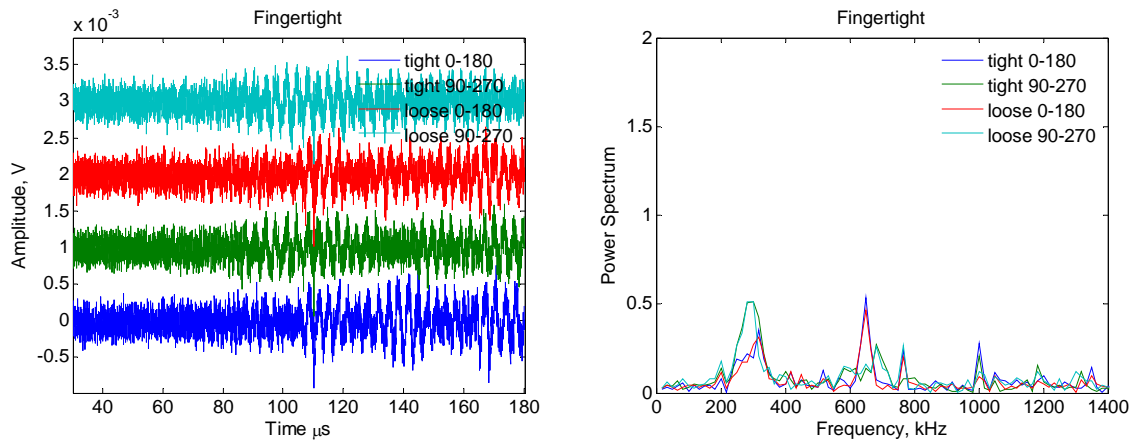 Fingertight
x 10^-3
3.5
3
2.5
2
1.5
1
0.5
0
-0.5
40 60 80 100 120 140 160 180
Time μs
Amplitude, V
tight 0-180
tight 90-270
loose 0-180
loose 90-270
Fingertight
2
1.5
1
0.5
0
0 200 400 600 800 1000 1200 1400
Frequency, kHz
Power Spectrum
tight 0-180
tight 90-270
loose 0-180
loose 90-270